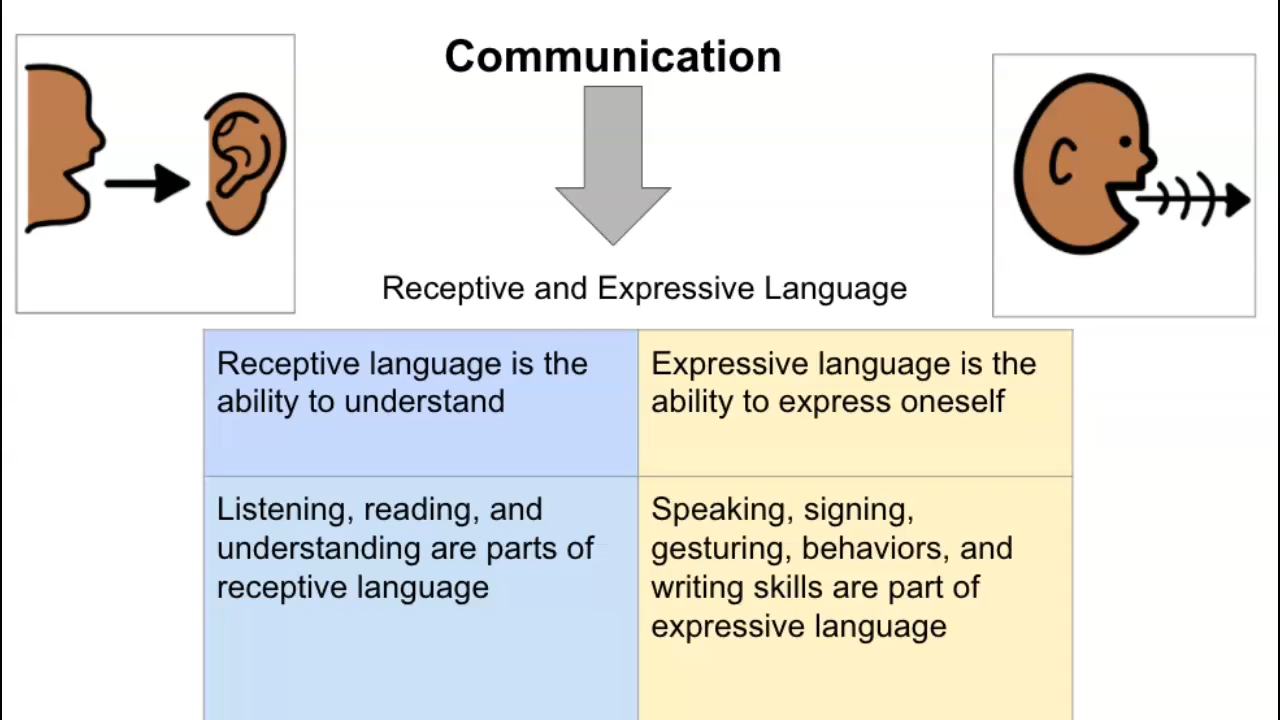 Communication
Receptive and Expressive Language
Receptive language is the
ability to understand
Expressive language is the
ability to express oneself
Listening, reading, and
understanding are parts of
receptive language
Speaking, signing,
gesturing, behaviors, and
writing skills are part of
expressive language